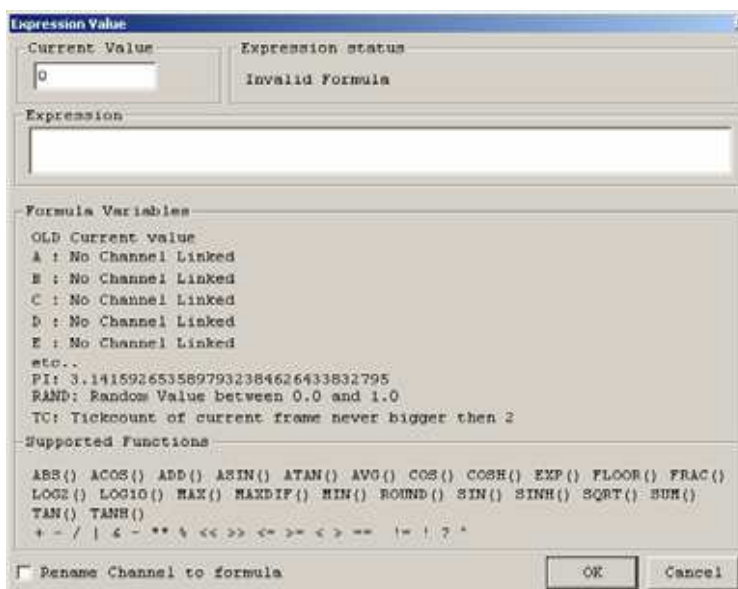 Expression Value
Current Value
0
Expression status
Invalid Formula
Expression
Formula Variables
OLD Current value
A : No Channel Linked
B : No Channel Linked
C : No Channel Linked
D : No Channel Linked
E : No Channel Linked
etc..
PI: 3.1415926535897932384626433832795
RAND: Random Value between 0.0 and 1.0
TC: Tickcount of current frame never bigger then 2
Supported Functions
ABS() ACOS() ADD() ASIN() ATAN() AVG() COS() COSH() EXP() FLOOR() FRAC()
LOG2() LOG10() MAX() MAXDIF() MIN() ROUND() SIN() SINH() SQRT() SUM()
TAN() TANH()
+ - / | & ~ ** % << >> <= >= < > == != ! ? ^
Rename Channel to formula
OK
Cancel